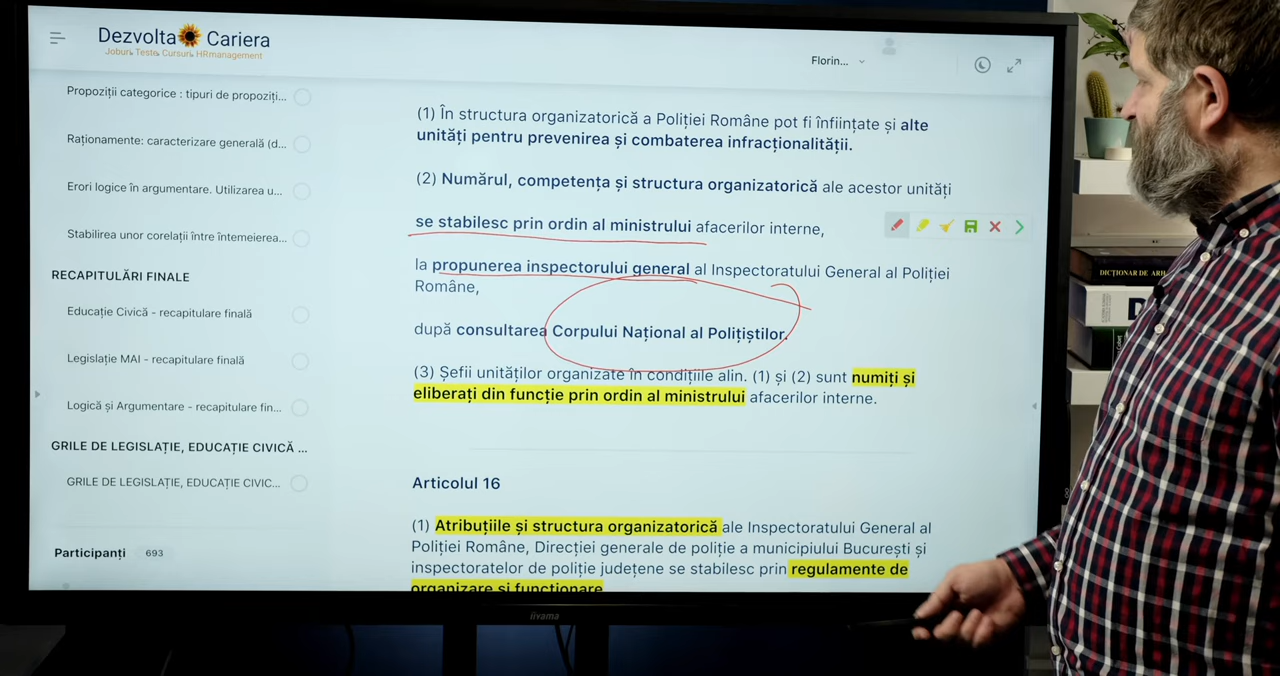 Dezvolta Cariera
Joburi, Teste, Cursuri, HRmanagement
Florin...
Propoziții categorice : tipuri de propoziți...
Raționamente: caracterizare generală (d...
Erori logice în argumentare. Utilizarea u...
Stabilirea unor corelații între întemeierea...
RECAPITULĂRI FINALE
Educație Civică - recapitulare finală
Legislație MAI - recapitulare finală
Logică și Argumentare - recapitulare fin...
GRILE DE LEGISLAȚIE, EDUCAȚIE CIVICĂ ...
GRILE DE LEGISLAȚIE, EDUCAȚIE CIVIC...
Participanți 693
(1) În structura organizatorică a Poliției Române pot fi înființate și alte
unități pentru prevenirea și combaterea infracționalității.
(2) Numărul, competența și structura organizatorică ale acestor unități
se stabilesc prin ordin al ministrului afacerilor interne,
la propunerea inspectorului general al Inspectoratului General al Poliției
Române,
după consultarea Corpului Național al Polițiștilor.
(3) Șefii unităților organizate în condițiile alin. (1) și (2) sunt numiți și
eliberați din funcție prin ordin al ministrului afacerilor interne.
Articolul 16
(1) Atribuțiile și structura organizatorică ale Inspectoratului General al
Poliției Române, Direcției generale de poliție a municipiului București și
inspectoratelor de poliție județene se stabilesc prin regulamente de
organizare și funcționare
iiyama
DICȚIONAR DE AR